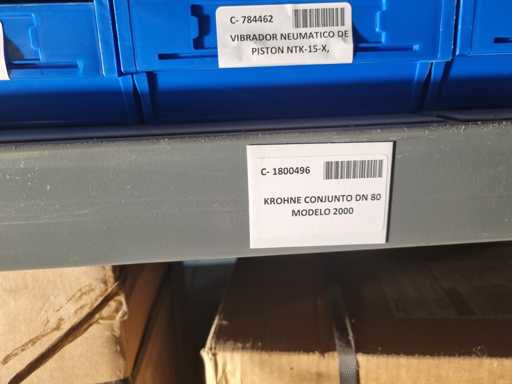 C- 784462
VIBRADOR NEUMATICO DE
PISTON NTK-15-X,
C- 1800496
KROHNE CONJUNTO DN 80
MODELO 2000